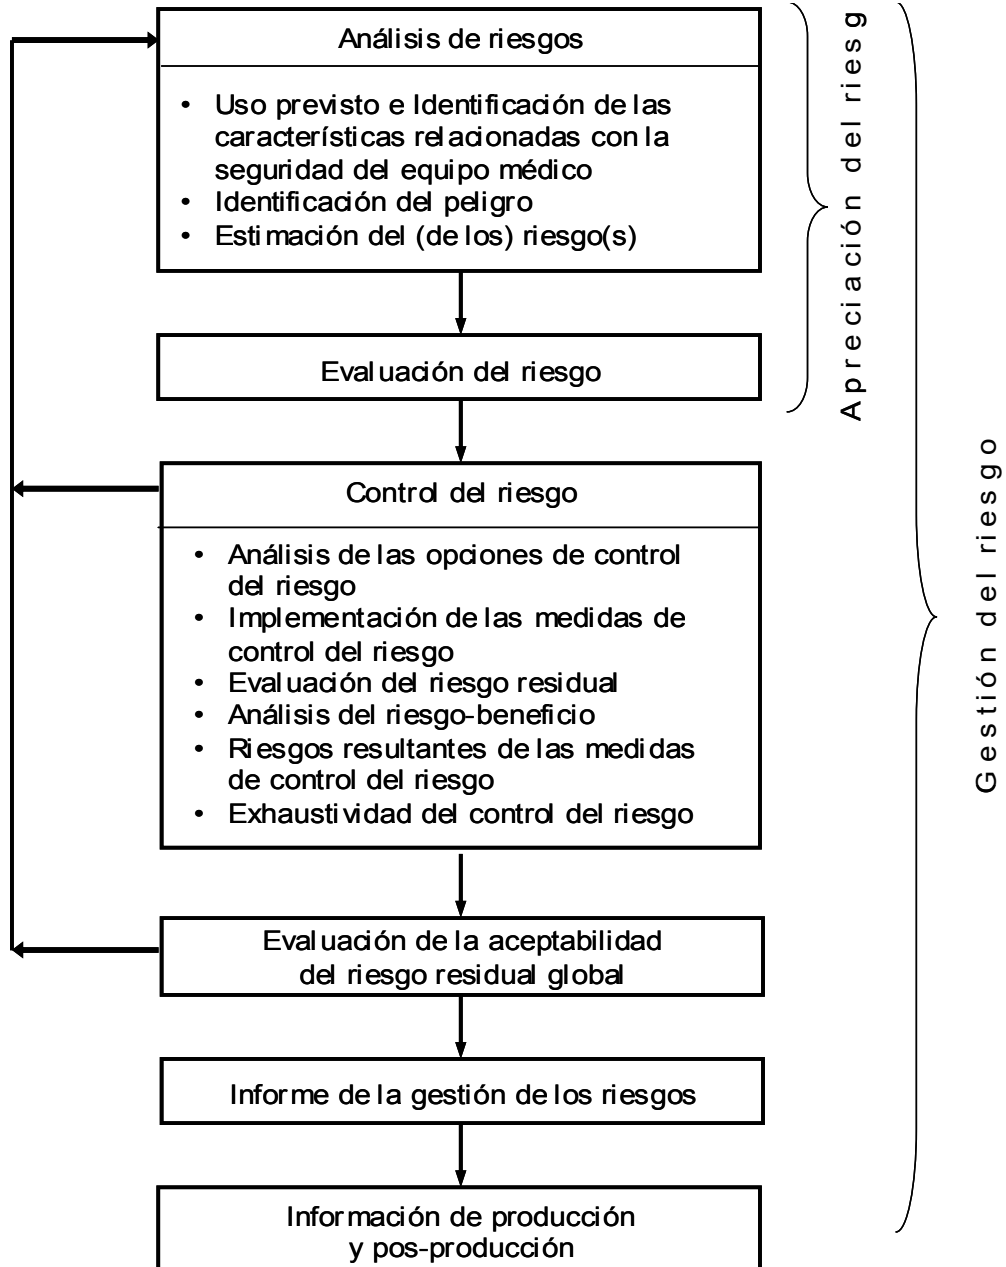 Análisis de riesgos
• Uso previsto e Identificación de las
características relacionadas con la
seguridad del equipo médico
• Identificación del peligro
• Estimación del (de los) riesgo(s)
Evaluación del riesgo
Control del riesgo
• Análisis de las opciones de control
del riesgo
• Implementación de las medidas de
control del riesgo
• Evaluación del riesgo residual
• Análisis del riesgo-beneficio
• Riesgos resultantes de las medidas
de control del riesgo
• Exhaustividad del control del riesgo
Evaluación de la aceptabilidad
del riesgo residual global
Informe de la gestión de los riesgos
Información de producción
y pos-producción
Apreciación del riesg
Gestión del riesgo